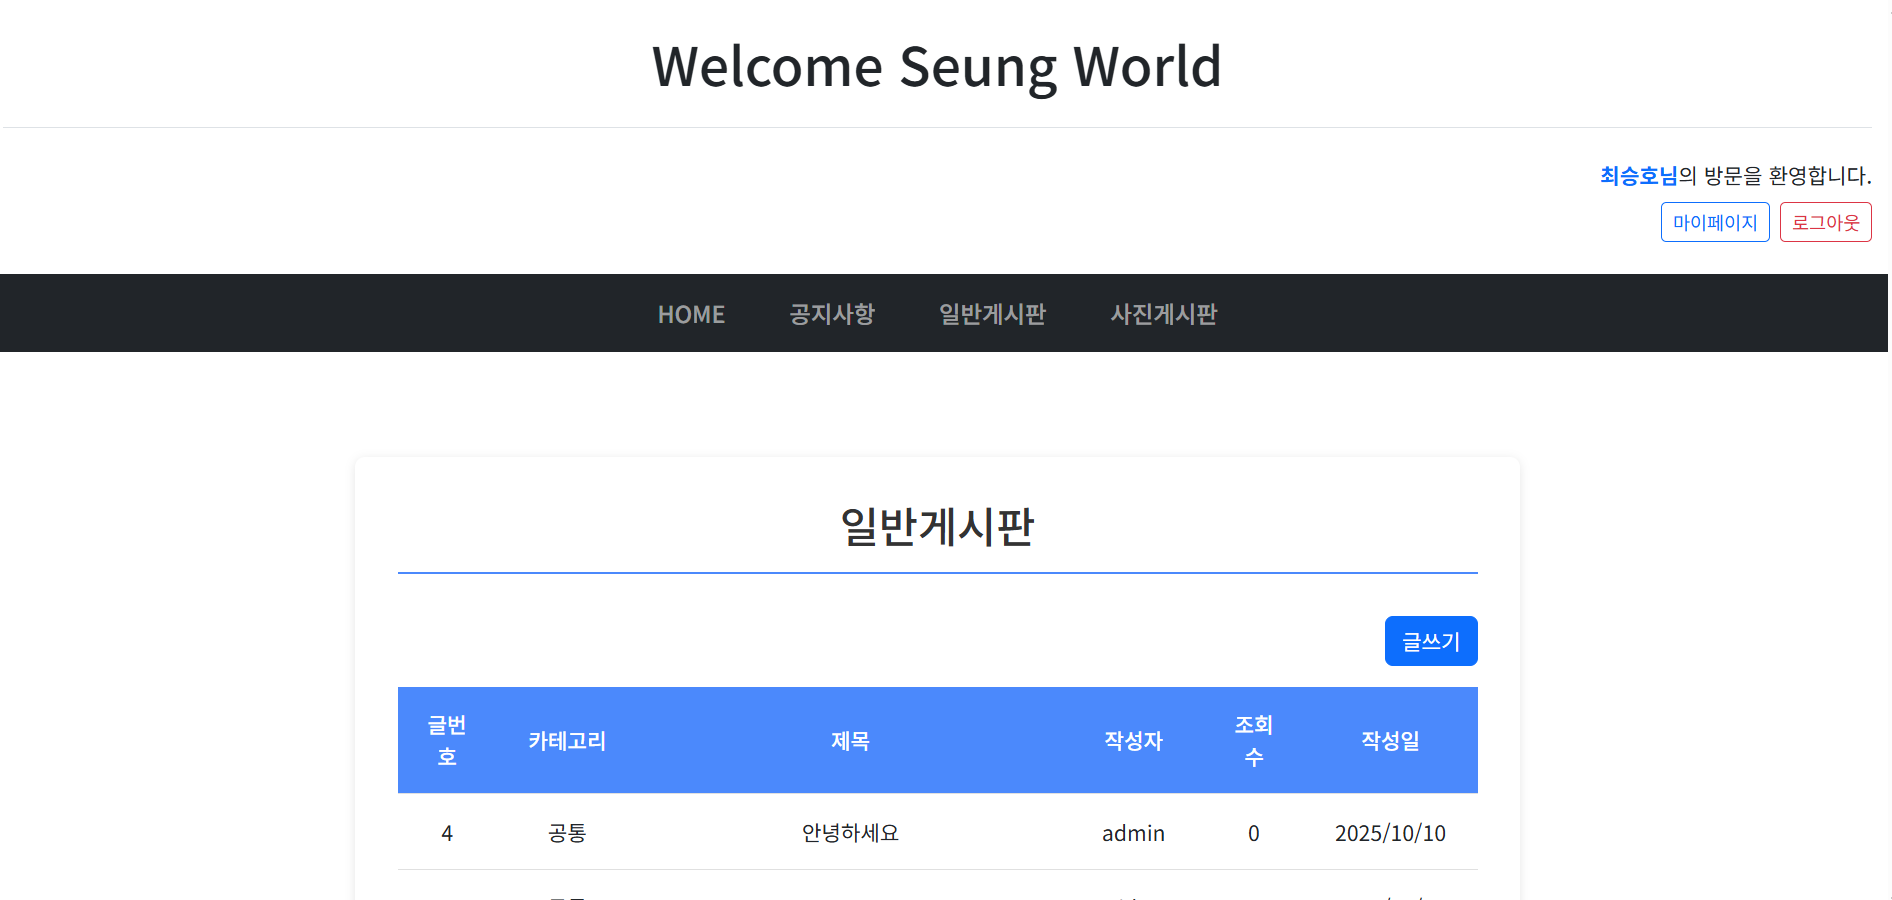 Welcome Seung World
최승호님의 방문을 환영합니다.
마이페이지 로그아웃
HOME 공지사항 일반게시판 사진게시판
일반게시판
글쓰기
글번호 카테고리 제목 작성자 조회수 작성일
4 공통 안녕하세요 admin 0 2025/10/10